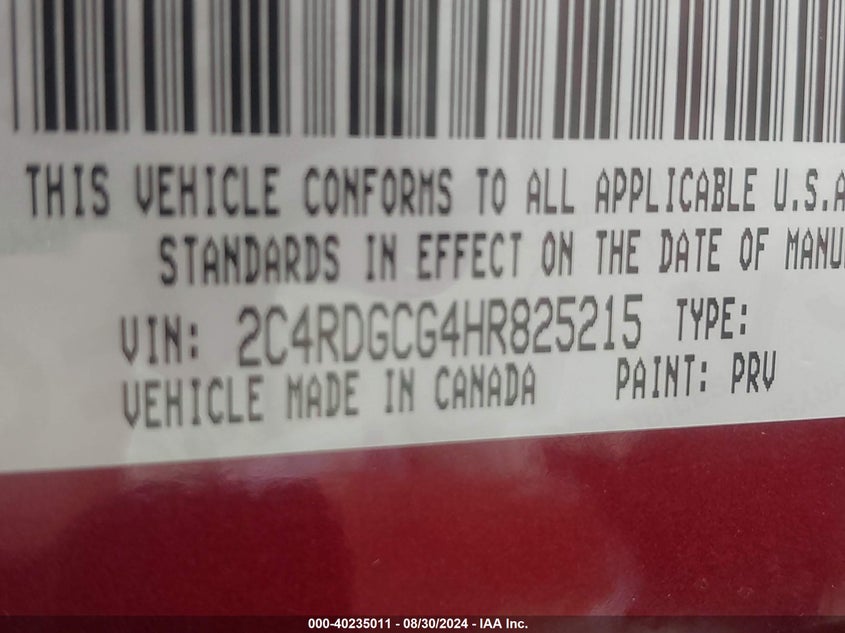 THIS VEHICLE CONFORMS TO ALL APPLICABLE U.S.A
STANDARDS IN EFFECT ON THE DATE OF MANU
VIN: 2C4RDGCG4HR825215 TYPE:
VEHICLE MADE IN CANADA PAINT: PRV
000-40235011 - 08/30/2024 - IAA Inc.